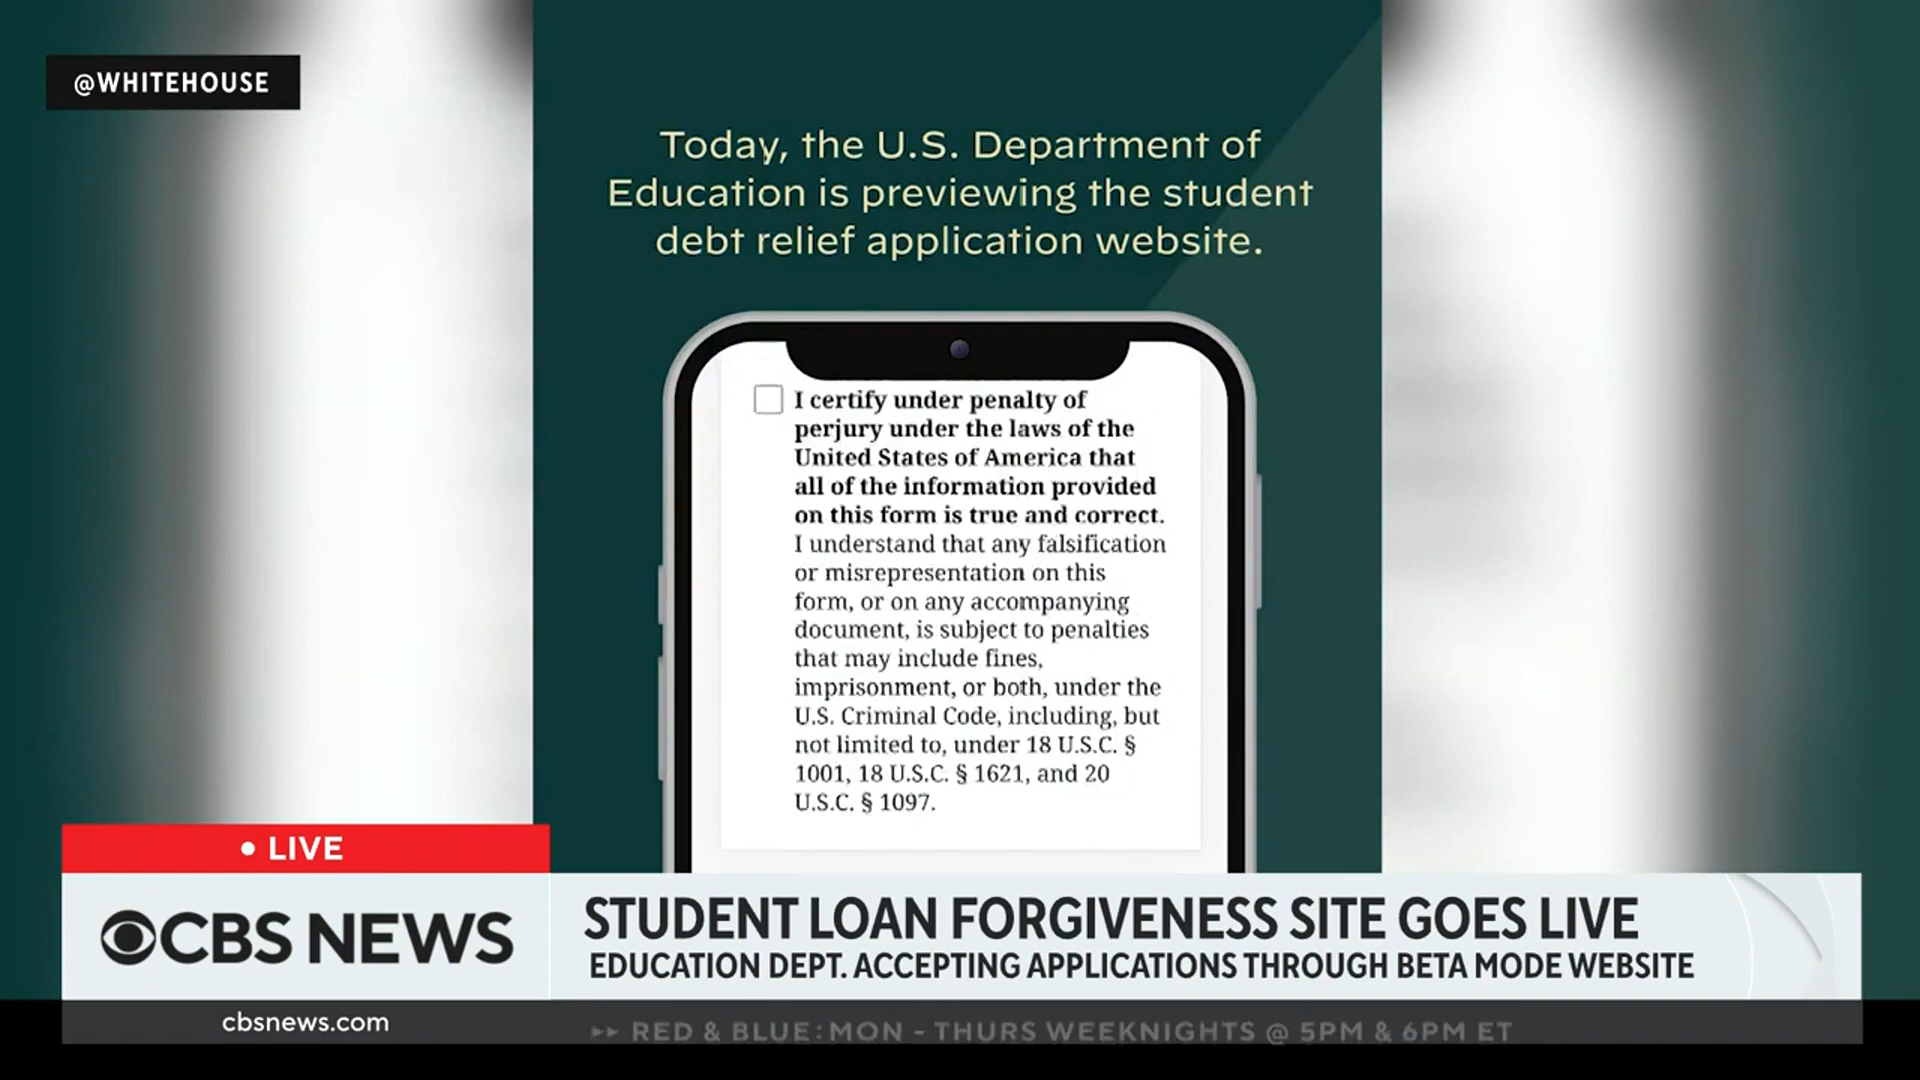 @WHITEHOUSE
Today, the U.S. Department of
Education is previewing the student
debt relief application website.
I certify under penalty of
perjury under the laws of the
United States of America that
all of the information provided
on this form is true and correct.
I understand that any falsification
or misrepresentation on this
form, or on any accompanying
document, is subject to penalties
that may include fines,
imprisonment, or both, under the
U.S. Criminal Code, including, but
not limited to, under 18 U.S.C. §
1001, 18 U.S.C. § 1621, and 20
U.S.C. § 1097.
LIVE
CBS NEWS
STUDENT LOAN FORGIVENESS SITE GOES LIVE
EDUCATION DEPT. ACCEPTING APPLICATIONS THROUGH BETA MODE WEBSITE
cbsnews.com
RED & BLUE: MON - THURS WEEKNIGHTS @ 5PM & 6PM ET